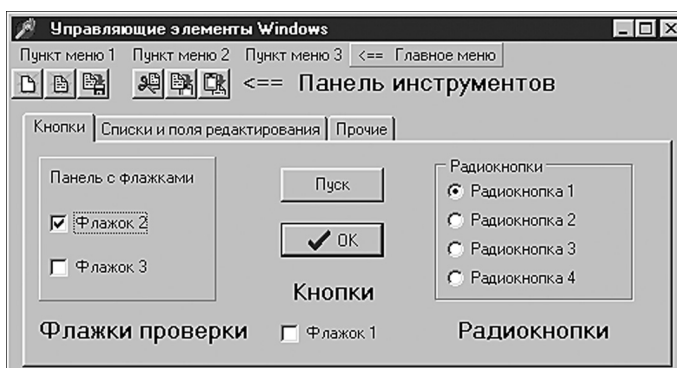 Управляющие элементы Windows
Пункт меню 1 Пункт меню 2 Пункт меню 3 <== Главное меню
<== Панель инструментов
Кнопки Списки и поля редактирования Прочие
Панель с флажками
Флажок 2
Флажок 3
Пуск
OK
Кнопки
Флажок 1
Радиокнопки
Радиокнопка 1
Радиокнопка 2
Радиокнопка 3
Радиокнопка 4
Флажки проверки
Радиокнопки